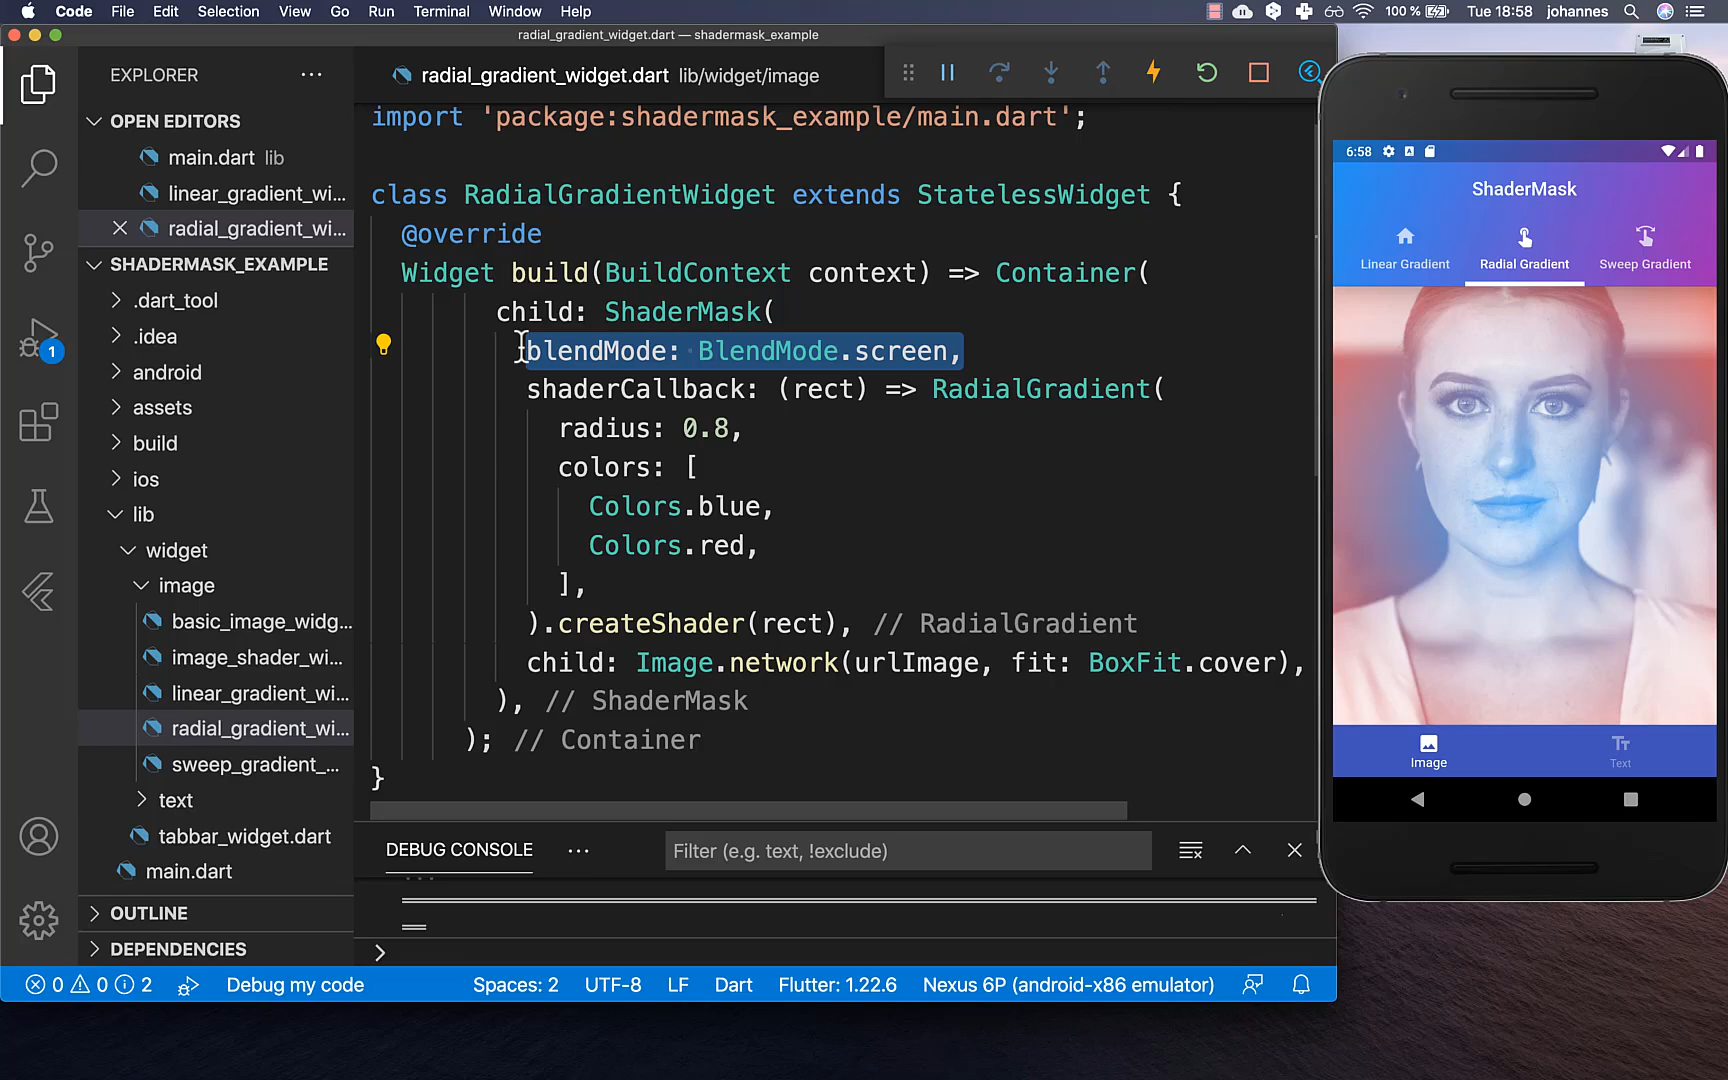 Code File Edit Selection View Go Run Terminal Window Help 100 % Tue 18:58 johannes
radial_gradient_widget.dart — shadermask_example
EXPLORER
radial_gradient_widget.dart lib/widget/image
OPEN EDITORS
main.dart lib
linear_gradient_wi...
radial_gradient_wi...
SHADERMASK_EXAMPLE
.dart_tool
.idea
android
assets
build
ios
lib
widget
image
basic_image_widg...
image_shader_wi...
linear_gradient_wi...
radial_gradient_wi...
sweep_gradient_...
text
tabbar_widget.dart
main.dart
OUTLINE
DEPENDENCIES
1
import 'package:shadermask_example/main.dart';
class RadialGradientWidget extends StatelessWidget {
@override
Widget build(BuildContext context) => Container(
child: ShaderMask(
blendMode: BlendMode.screen,
shaderCallback: (rect) => RadialGradient(
radius: 0.8,
colors: [
Colors.blue,
Colors.red,
],
).createShader(rect), // RadialGradient
child: Image.network(urlImage, fit: BoxFit.cover),
), // ShaderMask
); // Container
}
DEBUG CONSOLE
Filter (e.g. text, !exclude)
0 0 2 Debug my code Spaces: 2 UTF-8 LF Dart Flutter: 1.22.6 Nexus 6P (android-x86 emulator)
6:58
ShaderMask
Linear Gradient Radial Gradient Sweep Gradient
Image Text